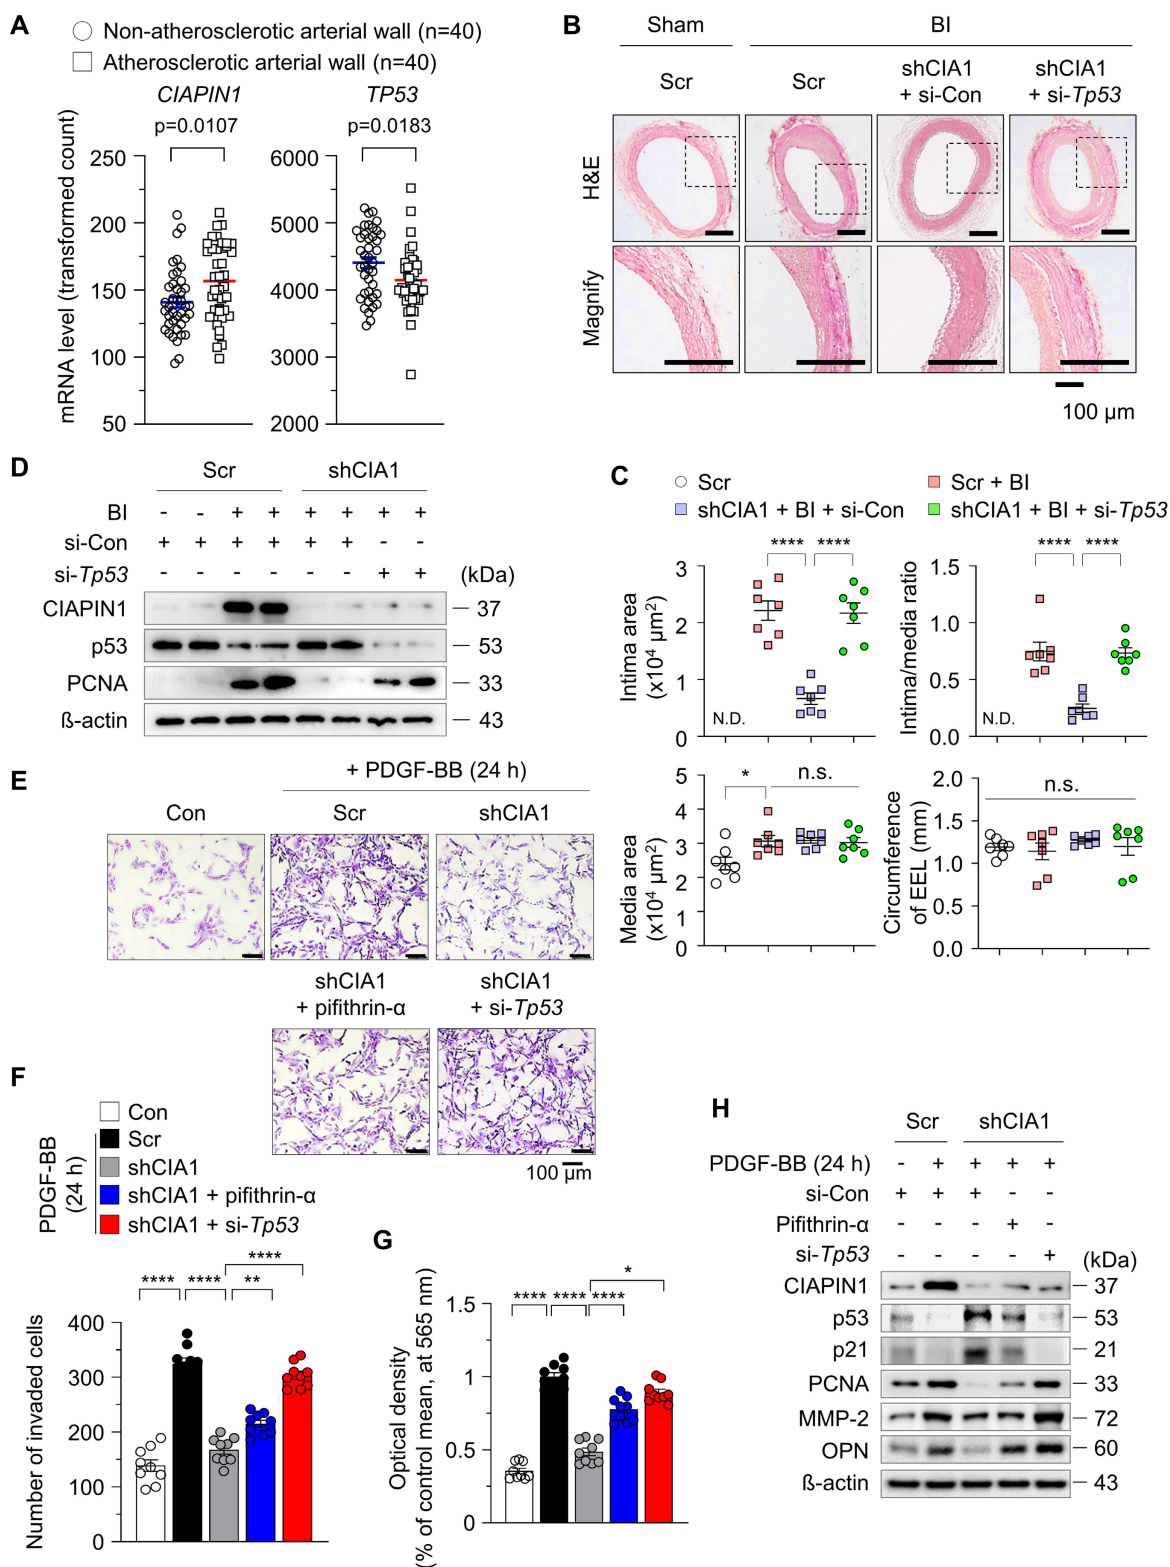 A
Non-atherosclerotic arterial wall (n=40)
Atherosclerotic arterial wall (n=40)
CIAPIN1
TP53
p=0.0107
p=0.0183
mRNA level (transformed count)
250
200
150
100
50
6000
5000
4000
3000
2000
B
Sham
BI
Scr
Scr
shCIA1
+ si-Con
shCIA1
+ si-Tp53
H&E
Magnify
100 µm
C
Scr
Scr + BI
shCIA1 + BI + si-Con
shCIA1 + BI + si-Tp53
**** ****
Intima area
(x10⁴ µm²)
3
2
1
0
N.D.
**** ****
Intima/media ratio
1.5
1.0
0.5
0.0
N.D.
* n.s.
Media area
(x10⁴ µm²)
5
4
3
2
1
0
n.s.
Circumference
of EEL (mm)
2.0
1.5
1.0
0.5
0.0
D
Scr shCIA1
BI - - + + + + + +
si-Con + + + + + + - -
si-Tp53 - - - - - - + + (kDa)
CIAPIN1 37
p53 53
PCNA 33
ß-actin 43
E
+ PDGF-BB (24 h)
Con Scr shCIA1
shCIA1
+ pifithrin-α
shCIA1
+ si-Tp53
100 µm
F
PDGF-BB
(24 h)
Con
Scr
shCIA1
shCIA1 + pifithrin-α
shCIA1 + si-Tp53
****
**** **** **
Number of invaded cells
400
300
200
100
0
G
*
**** **** ****
Optical density
(% of control mean, at 565 nm)
1.5
1
0.5
0
H
Scr shCIA1
PDGF-BB (24 h) - + + + +
si-Con + + + - -
Pifithrin-α - - - + -
si-Tp53 - - - - + (kDa)
CIAPIN1 37
p53 53
p21 21
PCNA 33
MMP-2 72
OPN 60
ß-actin 43